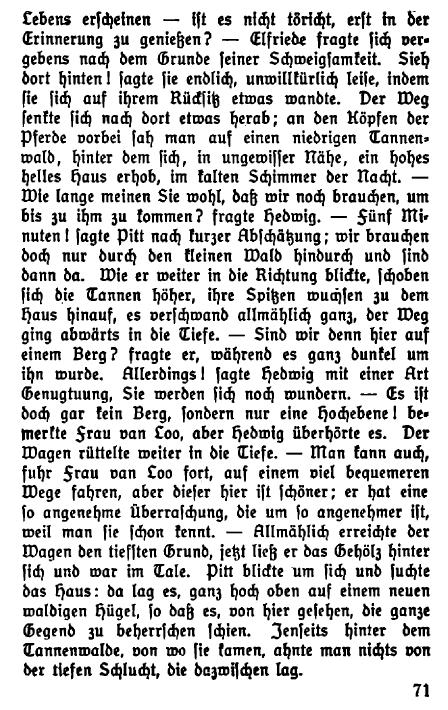 Lebens erscheinen — ist es nicht töricht, erst in der
Erinnerung zu genießen? — Elfriede fragte sich ver-
gebens nach dem Grunde seiner Schweigsamkeit. Sieh
dort hinten! sagte sie endlich, unwillkürlich leise, indem
sie sich auf ihrem Rücksitz etwas wandte. Der Weg
senkte sich nach dort etwas herab; an den Köpfen der
Pferde vorbei sah man auf einen niedrigen Tannen-
wald, hinter dem sich, in ungewisser Nähe, ein hohes
helles Haus erhob, im kalten Schimmer der Nacht. —
Wie lange meinen Sie wohl, daß wir noch brauchen, um
bis zu ihm zu kommen? fragte Hedwig. — Fünf Mi-
nuten! sagte Pitt nach kurzer Abschätzung; wir brauchen
doch nur durch den kleinen Wald hindurch und sind
dann da. Wie er weiter in die Richtung blickte, schoben
sich die Tannen höher, ihre Spitzen wuchsen zu dem
Haus hinauf, es verschwand allmählich ganz, der Weg
ging abwärts in die Tiefe. — Sind wir denn hier auf
einem Berg? fragte er, während es ganz dunkel um
ihn wurde. Allerdings! sagte Hedwig mit einer Art
Genugtuung, Sie werden sich noch wundern. — Es ist
doch gar kein Berg, sondern nur eine Hochebene! be-
merkte Frau van Loo, aber Hedwig überhörte es. Der
Wagen rüttelte weiter in die Tiefe. — Man kann auch,
fuhr Frau van Loo fort, auf einem viel bequemeren
Wege fahren, aber dieser hier ist schöner; er hat eine
so angenehme Überraschung, die um so angenehmer ist,
weil man sie schon kennt. — Allmählich erreichte der
Wagen den tiefsten Grund, jetzt ließ er das Gehölz hinter
sich und war im Tale. Pitt blickte um sich und suchte
das Haus: da lag es, ganz hoch oben auf einem neuen
waldigen Hügel, so daß es, von hier gesehen, die ganze
Gegend zu beherrschen schien. Jenseits hinter dem
Tannenwalde, von wo sie kamen, ahnte man nichts von
der tiefen Schlucht, die dazwischen lag.
71